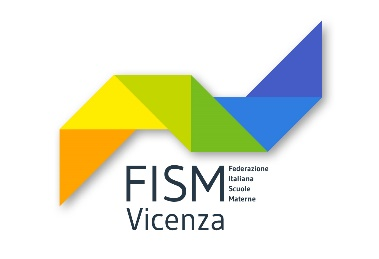 FISM
Federazione
Italiana
Scuole
Materne
Vicenza